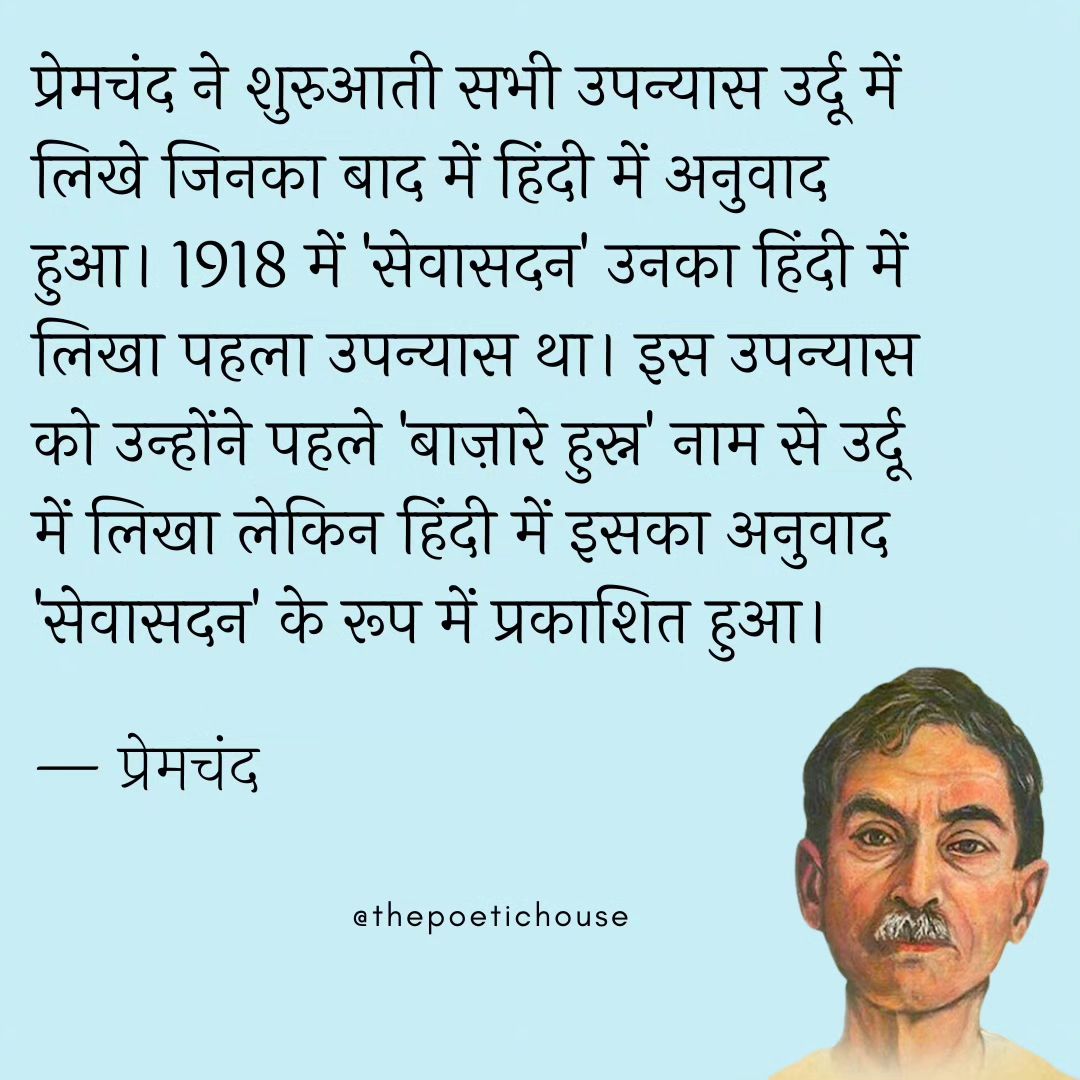 प्रेमचंद ने शुरुआती सभी उपन्यास उर्दू में
लिखे जिनका बाद में हिंदी में अनुवाद
हुआ। 1918 में 'सेवासदन' उनका हिंदी में
लिखा पहला उपन्यास था। इस उपन्यास
को उन्होंने पहले 'बाज़ारे हुस्न' नाम से उर्दू
में लिखा लेकिन हिंदी में इसका अनुवाद
'सेवासदन' के रूप में प्रकाशित हुआ।
— प्रेमचंद
@thepoetichouse